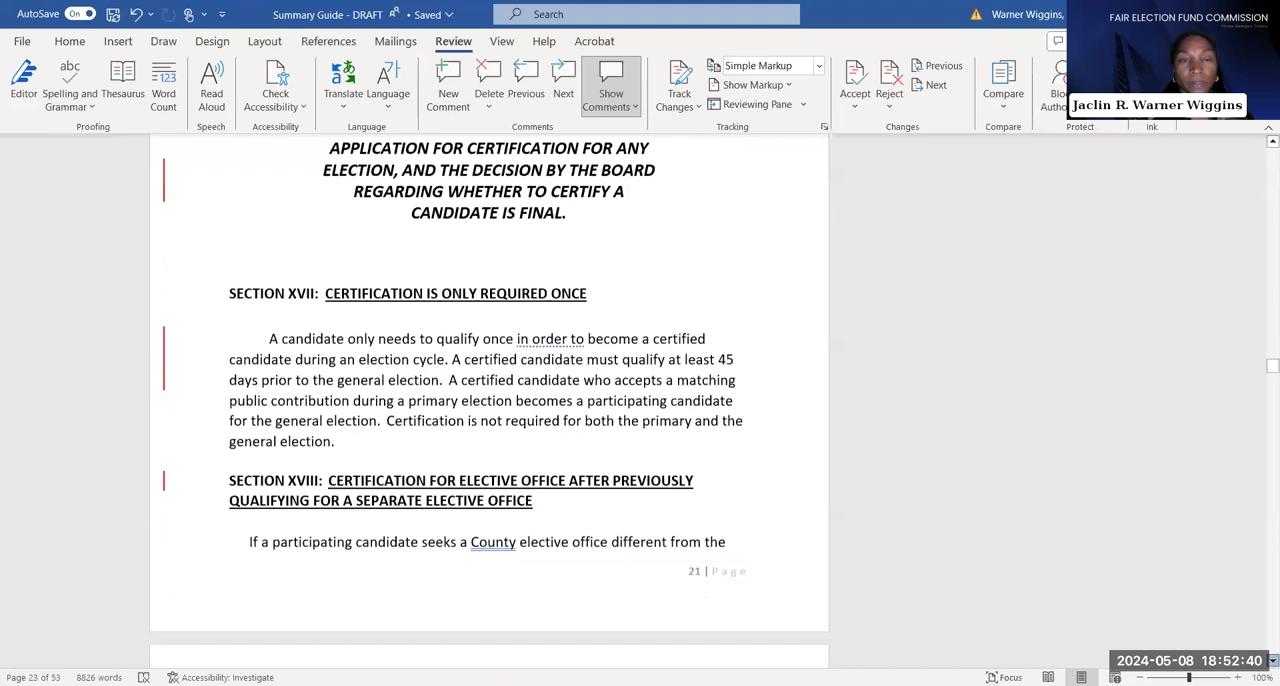 AutoSave On Summary Guide - DRAFT • Saved Search Warner Wiggins,
FAIR ELECTION FUND COMMISSION
File Home Insert Draw Design Layout References Mailings Review View Help Acrobat
Editor Spelling and Grammar Thesaurus Word Count Read Aloud Check Accessibility Translate Language New Comment Delete Previous Next Show Comments Track Changes Simple Markup Show Markup Reviewing Pane Accept Reject Previous Next Compare
Jaclin R. Warner Wiggins
Proofing Speech Accessibility Language Comments Tracking Changes Compare Protect Ink
APPLICATION FOR CERTIFICATION FOR ANY
ELECTION, AND THE DECISION BY THE BOARD
REGARDING WHETHER TO CERTIFY A
CANDIDATE IS FINAL.
SECTION XVII: CERTIFICATION IS ONLY REQUIRED ONCE
A candidate only needs to qualify once in order to become a certified
candidate during an election cycle. A certified candidate must qualify at least 45
days prior to the general election. A certified candidate who accepts a matching
public contribution during a primary election becomes a participating candidate
for the general election. Certification is not required for both the primary and the
general election.
SECTION XVIII: CERTIFICATION FOR ELECTIVE OFFICE AFTER PREVIOUSLY
QUALIFYING FOR A SEPARATE ELECTIVE OFFICE
If a participating candidate seeks a County elective office different from the
21 | Page
2024-05-08 18:52:40
Page 23 of 53 8826 words Accessibility: Investigate Focus 100%